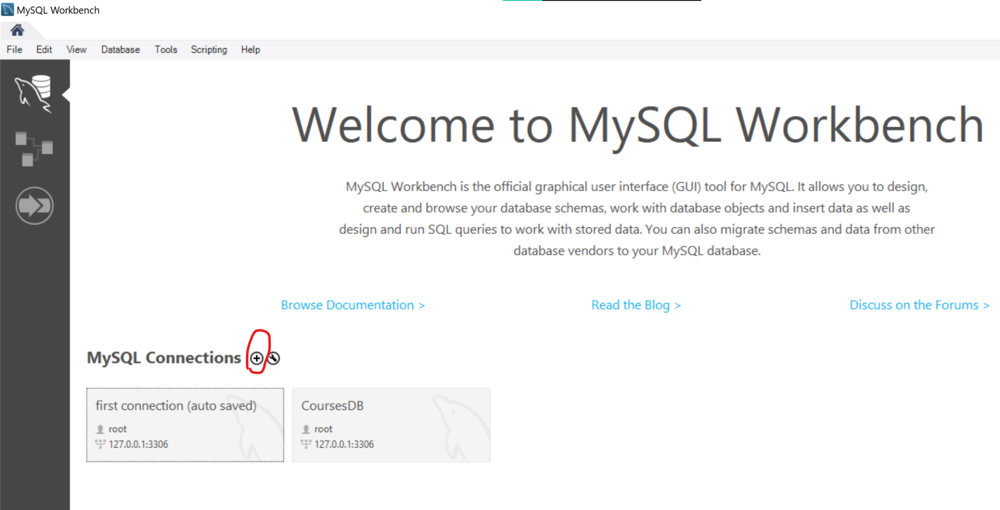 MySQL Workbench
File Edit View Database Tools Scripting Help
Welcome to MySQL Workbench
MySQL Workbench is the official graphical user interface (GUI) tool for MySQL. It allows you to design,
create and browse your database schemas, work with database objects and insert data as well as
design and run SQL queries to work with stored data. You can also migrate schemas and data from other
database vendors to your MySQL database.
Browse Documentation > Read the Blog > Discuss on the Forums >
MySQL Connections
first connection (auto saved)
root
127.0.0.1:3306
CoursesDB
root
127.0.0.1:3306